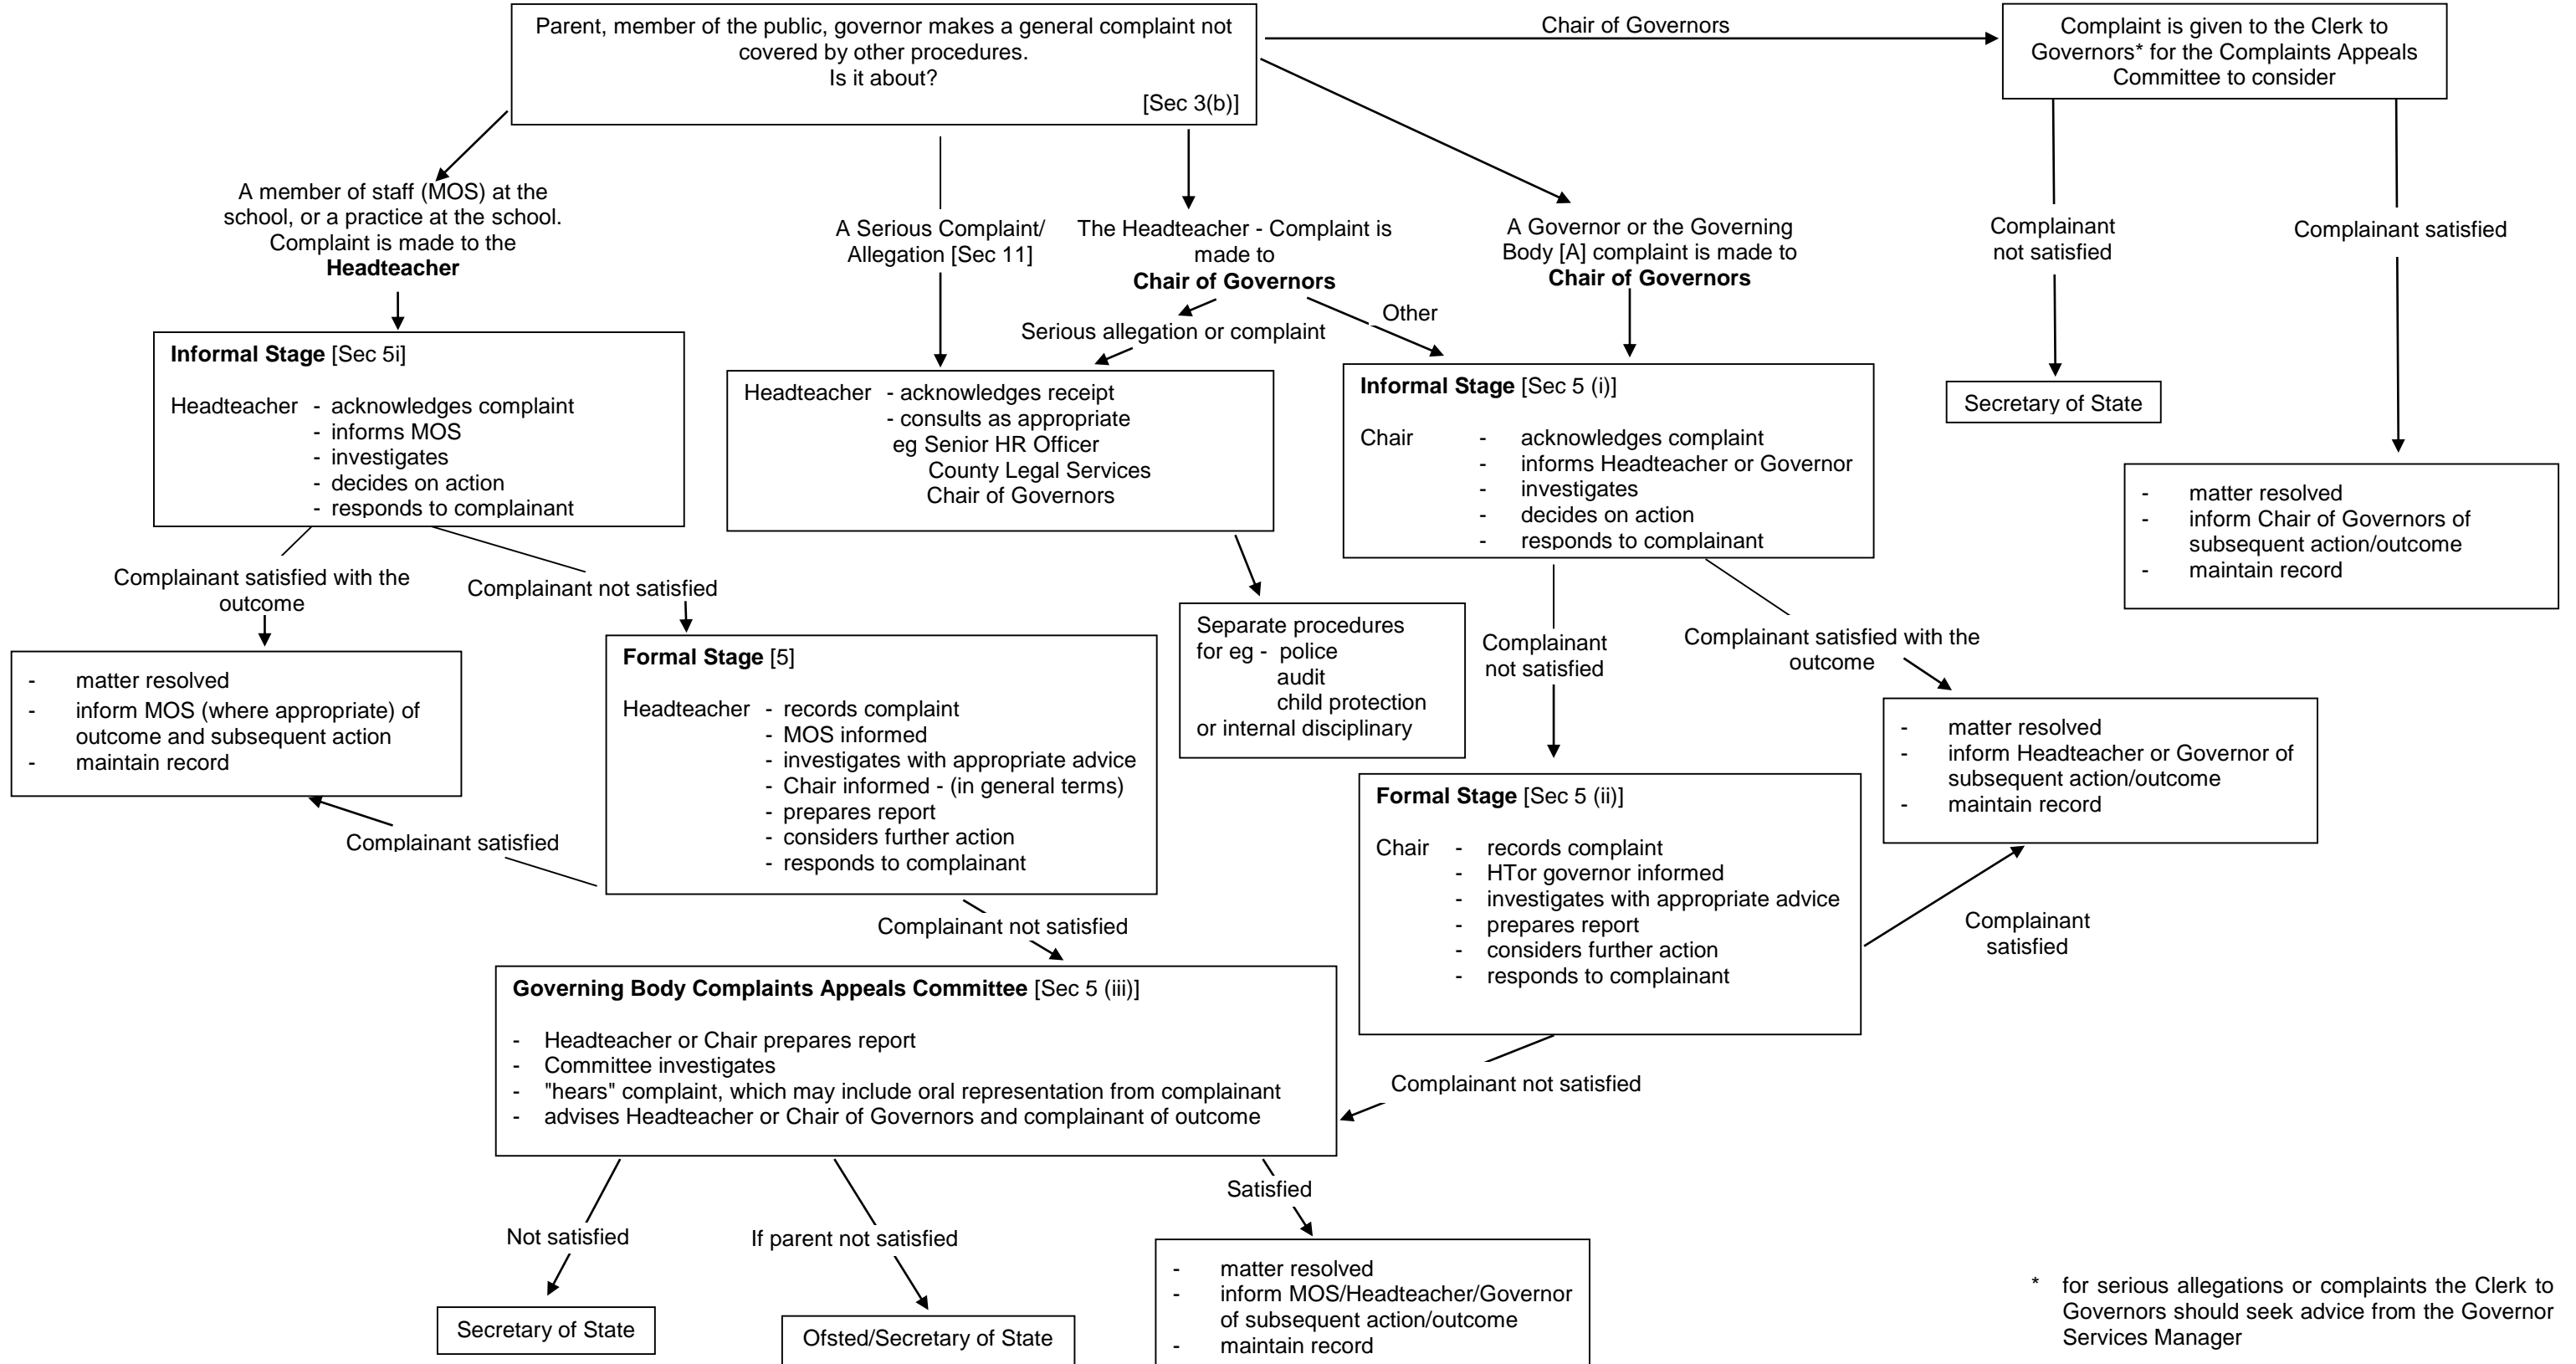 Parent, member of the public, governor makes a general complaint not
covered by other procedures.
Is it about?
[Sec 3(b)]
Chair of Governors
Complaint is given to the Clerk to
Governors* for the Complaints Appeals
Committee to consider
A member of staff (MOS) at the
school, or a practice at the school.
Complaint is made to the
Headteacher
A Serious Complaint/
Allegation [Sec 11]
The Headteacher - Complaint is
made to
Chair of Governors
A Governor or the Governing
Body [A] complaint is made to
Chair of Governors
Complainant
not satisfied
Complainant satisfied
Serious allegation or complaint
Other
Informal Stage [Sec 5i]
Headteacher - acknowledges complaint
- informs MOS
- investigates
- decides on action
- responds to complainant
Headteacher - acknowledges receipt
- consults as appropriate
eg Senior HR Officer
County Legal Services
Chair of Governors
Informal Stage [Sec 5 (i)]
Chair - acknowledges complaint
- informs Headteacher or Governor
- investigates
- decides on action
- responds to complainant
Secretary of State
- matter resolved
- inform Chair of Governors of
subsequent action/outcome
- maintain record
Complainant satisfied with the
outcome
Complainant not satisfied
Separate procedures
for eg - police
audit
child protection
or internal disciplinary
Complainant
not satisfied
Complainant satisfied with the
outcome
- matter resolved
- inform MOS (where appropriate) of
outcome and subsequent action
- maintain record
Formal Stage [5]
Headteacher - records complaint
- MOS informed
- investigates with appropriate advice
- Chair informed - (in general terms)
- prepares report
- considers further action
- responds to complainant
- matter resolved
- inform Headteacher or Governor of
subsequent action/outcome
- maintain record
Complainant satisfied
Formal Stage [Sec 5 (ii)]
Chair - records complaint
- HTor governor informed
- investigates with appropriate advice
- prepares report
- considers further action
- responds to complainant
Complainant
satisfied
Complainant not satisfied
Governing Body Complaints Appeals Committee [Sec 5 (iii)]
- Headteacher or Chair prepares report
- Committee investigates
- "hears" complaint, which may include oral representation from complainant
- advises Headteacher or Chair of Governors and complainant of outcome
Complainant not satisfied
Not satisfied
If parent not satisfied
Satisfied
Secretary of State
Ofsted/Secretary of State
- matter resolved
- inform MOS/Headteacher/Governor
of subsequent action/outcome
- maintain record
* for serious allegations or complaints the Clerk to
Governors should seek advice from the Governor
Services Manager